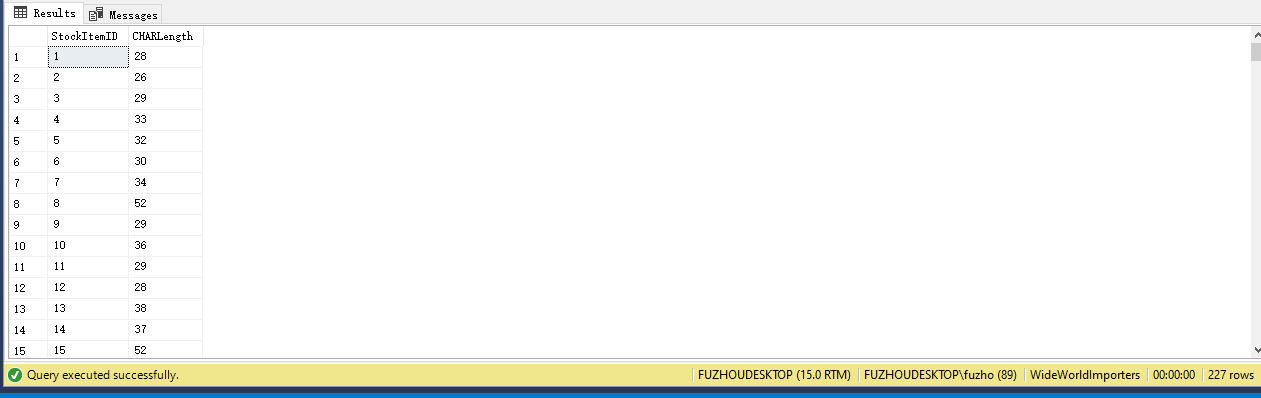 Results Messages
StockItemID CHARLength
1 1 28
2 2 26
3 3 29
4 4 33
5 5 32
6 6 30
7 7 34
8 8 52
9 9 29
10 10 36
11 11 29
12 12 28
13 13 38
14 14 37
15 15 52
Query executed successfully. FUZHOUDESKTOP (15.0 RTM) FUZHOUDESKTOP\fuzho (89) WideWorldImporters 00:00:00 227 rows